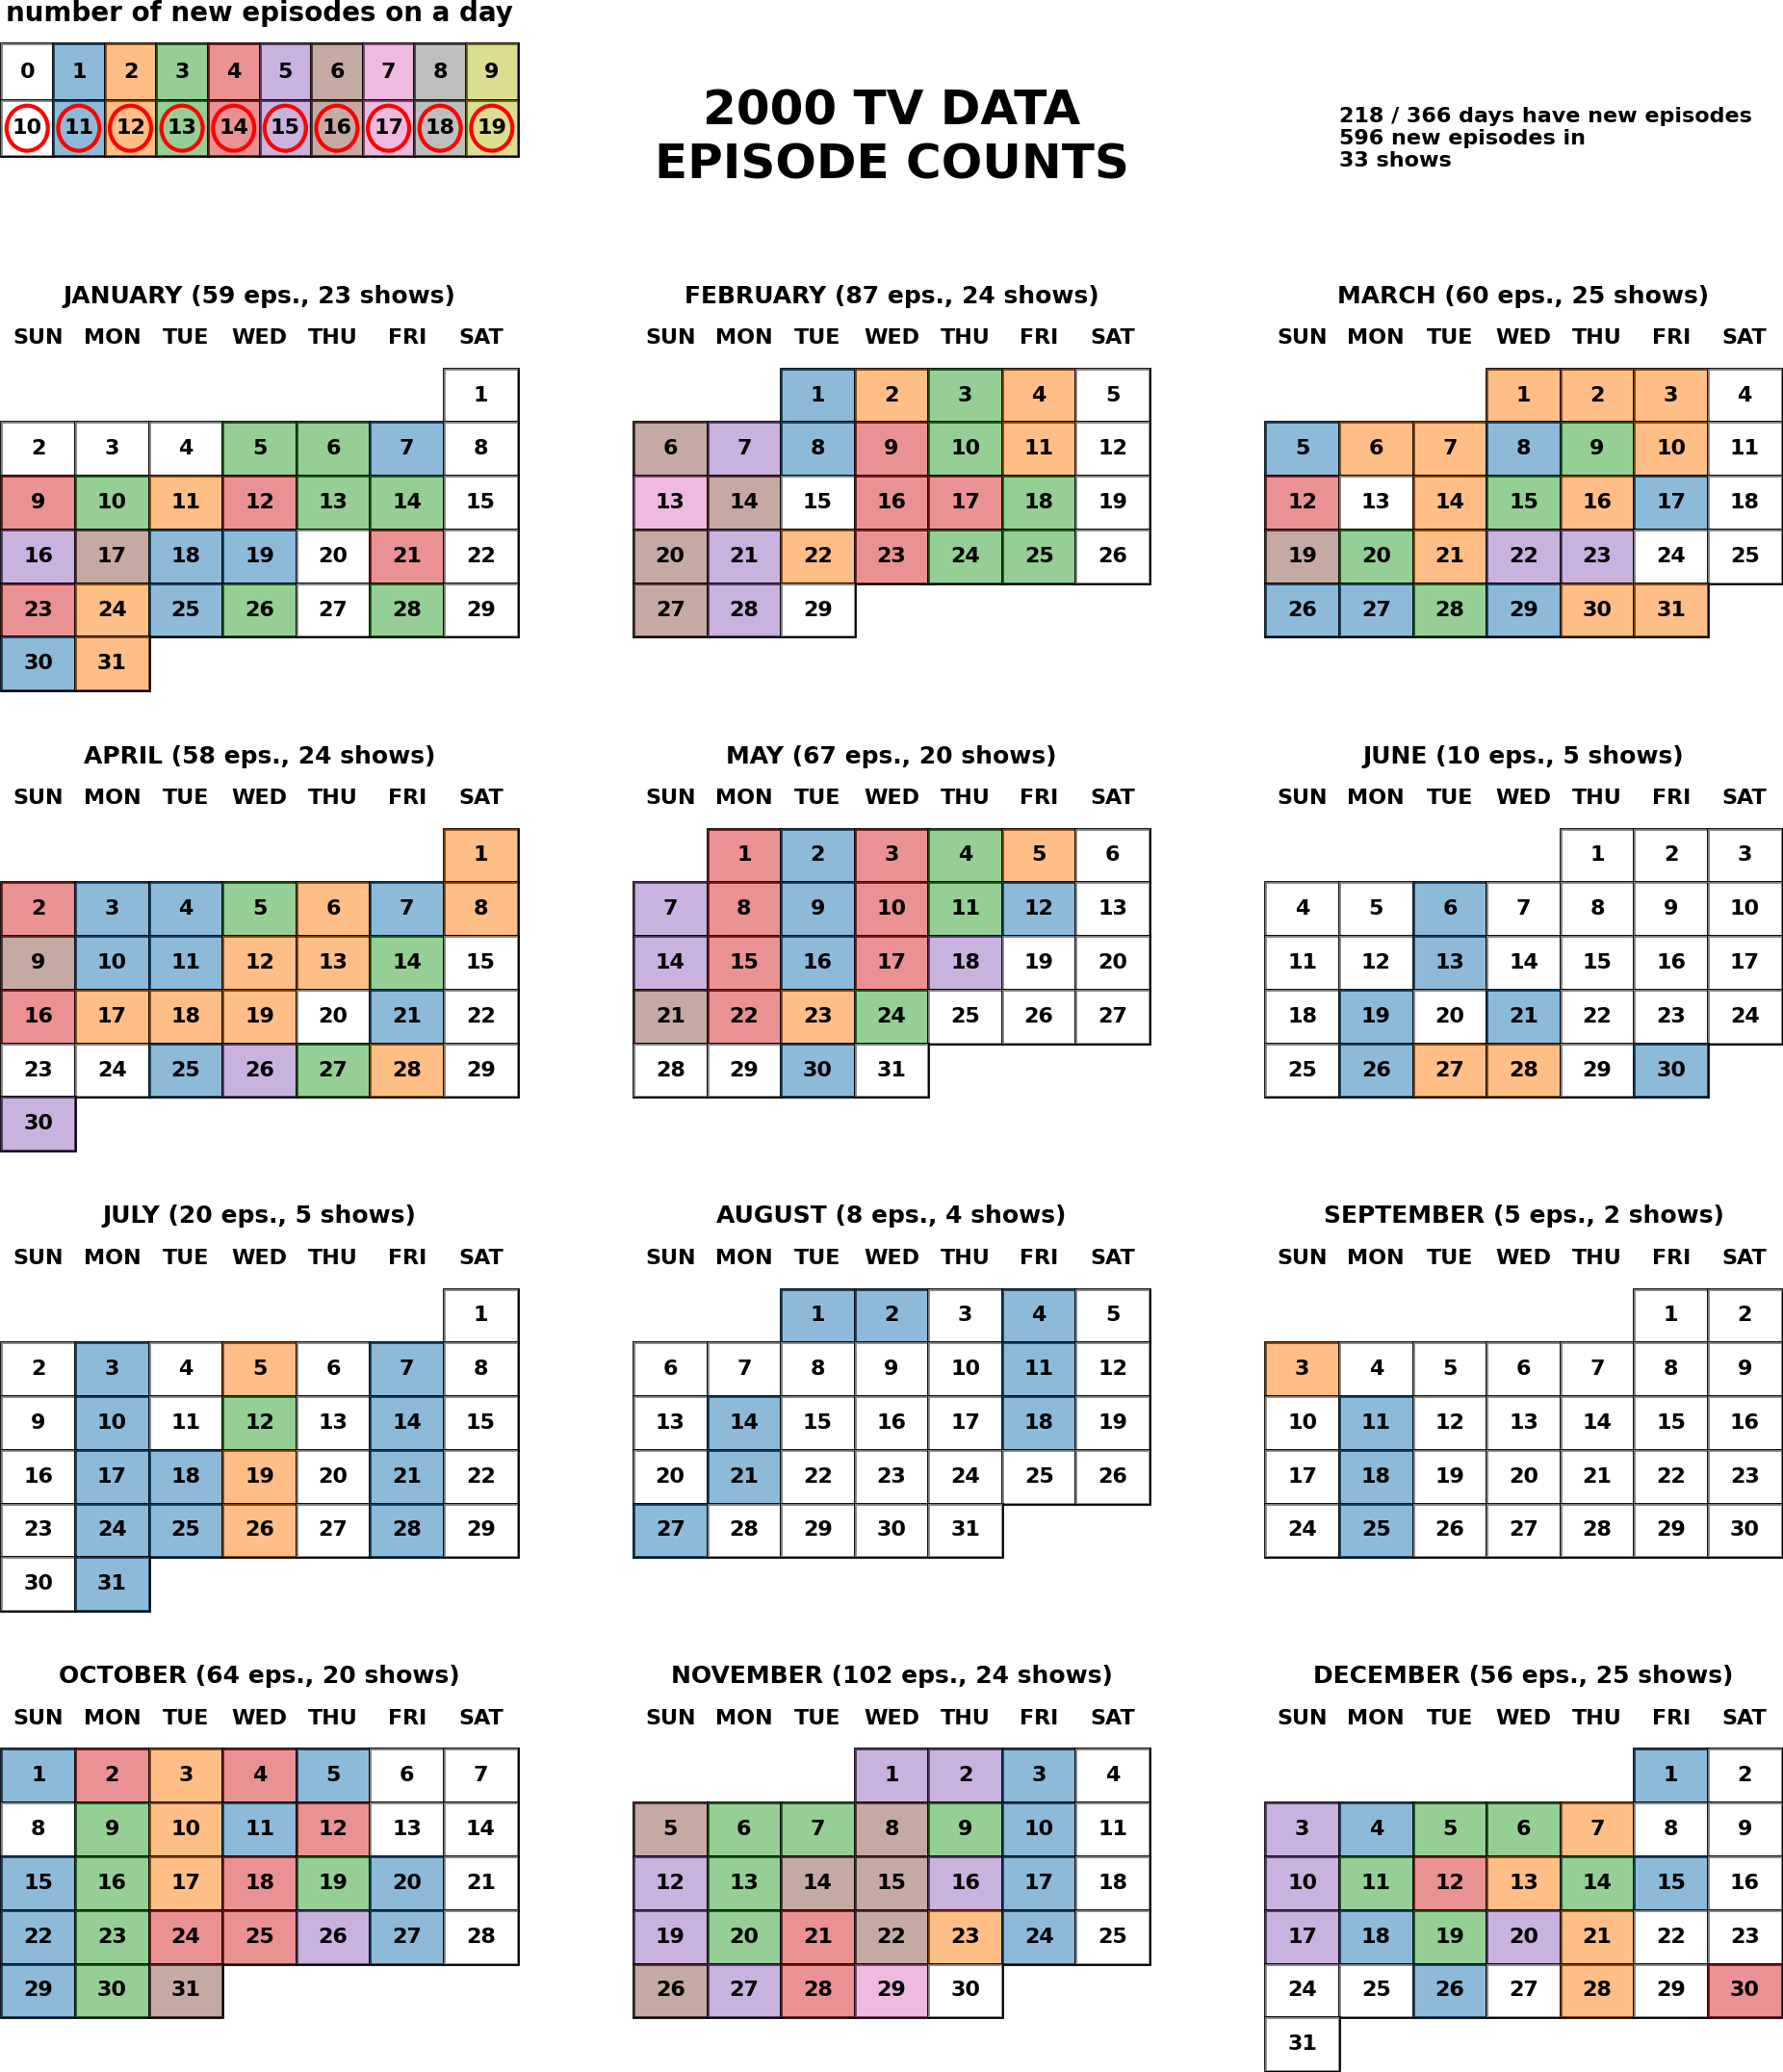 number of new episodes on a day
0 1 2 3 4 5 6 7 8 9
10 11 12 13 14 15 16 17 18 19
2000 TV DATA
EPISODE COUNTS
218 / 366 days have new episodes
596 new episodes in
33 shows
JANUARY (59 eps., 23 shows)
SUN MON TUE WED THU FRI SAT
1
2 3 4 5 6 7 8
9 10 11 12 13 14 15
16 17 18 19 20 21 22
23 24 25 26 27 28 29
30 31
FEBRUARY (87 eps., 24 shows)
SUN MON TUE WED THU FRI SAT
1 2 3 4 5
6 7 8 9 10 11 12
13 14 15 16 17 18 19
20 21 22 23 24 25 26
27 28 29
MARCH (60 eps., 25 shows)
SUN MON TUE WED THU FRI SAT
1 2 3 4
5 6 7 8 9 10 11
12 13 14 15 16 17 18
19 20 21 22 23 24 25
26 27 28 29 30 31
APRIL (58 eps., 24 shows)
SUN MON TUE WED THU FRI SAT
1
2 3 4 5 6 7 8
9 10 11 12 13 14 15
16 17 18 19 20 21 22
23 24 25 26 27 28 29
30
MAY (67 eps., 20 shows)
SUN MON TUE WED THU FRI SAT
1 2 3 4 5 6
7 8 9 10 11 12 13
14 15 16 17 18 19 20
21 22 23 24 25 26 27
28 29 30 31
JUNE (10 eps., 5 shows)
SUN MON TUE WED THU FRI SAT
1 2 3
4 5 6 7 8 9 10
11 12 13 14 15 16 17
18 19 20 21 22 23 24
25 26 27 28 29 30
JULY (20 eps., 5 shows)
SUN MON TUE WED THU FRI SAT
1
2 3 4 5 6 7 8
9 10 11 12 13 14 15
16 17 18 19 20 21 22
23 24 25 26 27 28 29
30 31
AUGUST (8 eps., 4 shows)
SUN MON TUE WED THU FRI SAT
1 2 3 4 5
6 7 8 9 10 11 12
13 14 15 16 17 18 19
20 21 22 23 24 25 26
27 28 29 30 31
SEPTEMBER (5 eps., 2 shows)
SUN MON TUE WED THU FRI SAT
1 2
3 4 5 6 7 8 9
10 11 12 13 14 15 16
17 18 19 20 21 22 23
24 25 26 27 28 29 30
OCTOBER (64 eps., 20 shows)
SUN MON TUE WED THU FRI SAT
1 2 3 4 5 6 7
8 9 10 11 12 13 14
15 16 17 18 19 20 21
22 23 24 25 26 27 28
29 30 31
NOVEMBER (102 eps., 24 shows)
SUN MON TUE WED THU FRI SAT
1 2 3 4
5 6 7 8 9 10 11
12 13 14 15 16 17 18
19 20 21 22 23 24 25
26 27 28 29 30
DECEMBER (56 eps., 25 shows)
SUN MON TUE WED THU FRI SAT
1 2
3 4 5 6 7 8 9
10 11 12 13 14 15 16
17 18 19 20 21 22 23
24 25 26 27 28 29 30
31